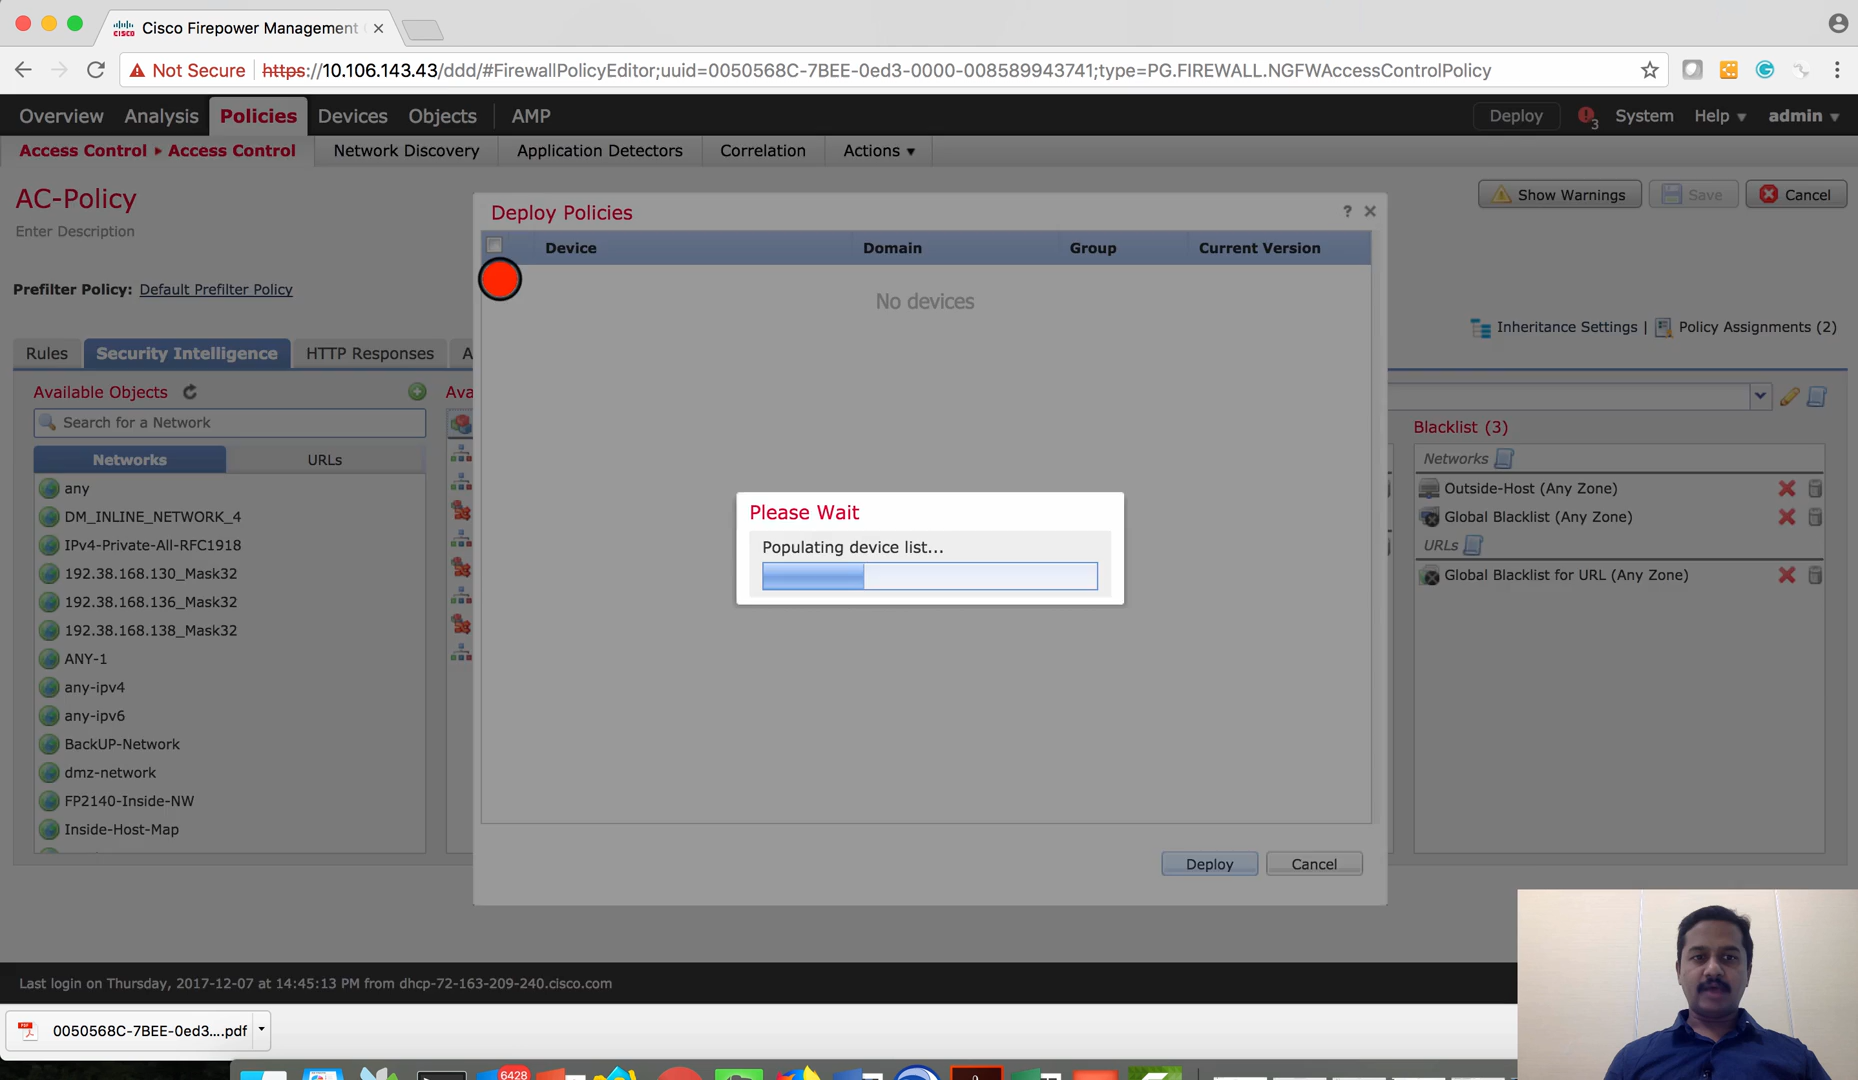 Cisco Firepower Management
Not Secure https://10.106.143.43/ddd/#FirewallPolicyEditor;uuid=0050568C-7BEE-0ed3-0000-008589943741;type=PG.FIREWALL.NGFWAccessControlPolicy
Overview Analysis Policies Devices Objects AMP Deploy 3 System Help admin
Access Control Access Control Network Discovery Application Detectors Correlation Actions
AC-Policy
Enter Description
Show Warnings Save Cancel
Prefilter Policy: Default Prefilter Policy
Inheritance Settings | Policy Assignments (2)
Rules Security Intelligence HTTP Responses A
Available Objects
Search for a Network
Networks URLs
any
DM_INLINE_NETWORK_4
IPv4-Private-All-RFC1918
192.38.168.130_Mask32
192.38.168.136_Mask32
192.38.168.138_Mask32
ANY-1
any-ipv4
any-ipv6
BackUP-Network
dmz-network
FP2140-Inside-NW
Inside-Host-Map
Ava
Deploy Policies ?
Device Domain Group Current Version
No devices
Please Wait
Populating device list...
Deploy Cancel
Blacklist (3)
Networks
Outside-Host (Any Zone)
Global Blacklist (Any Zone)
URLs
Global Blacklist for URL (Any Zone)
Last login on Thursday, 2017-12-07 at 14:45:13 PM from dhcp-72-163-209-240.cisco.com
0050568C-7BEE-0ed3....pdf
6428